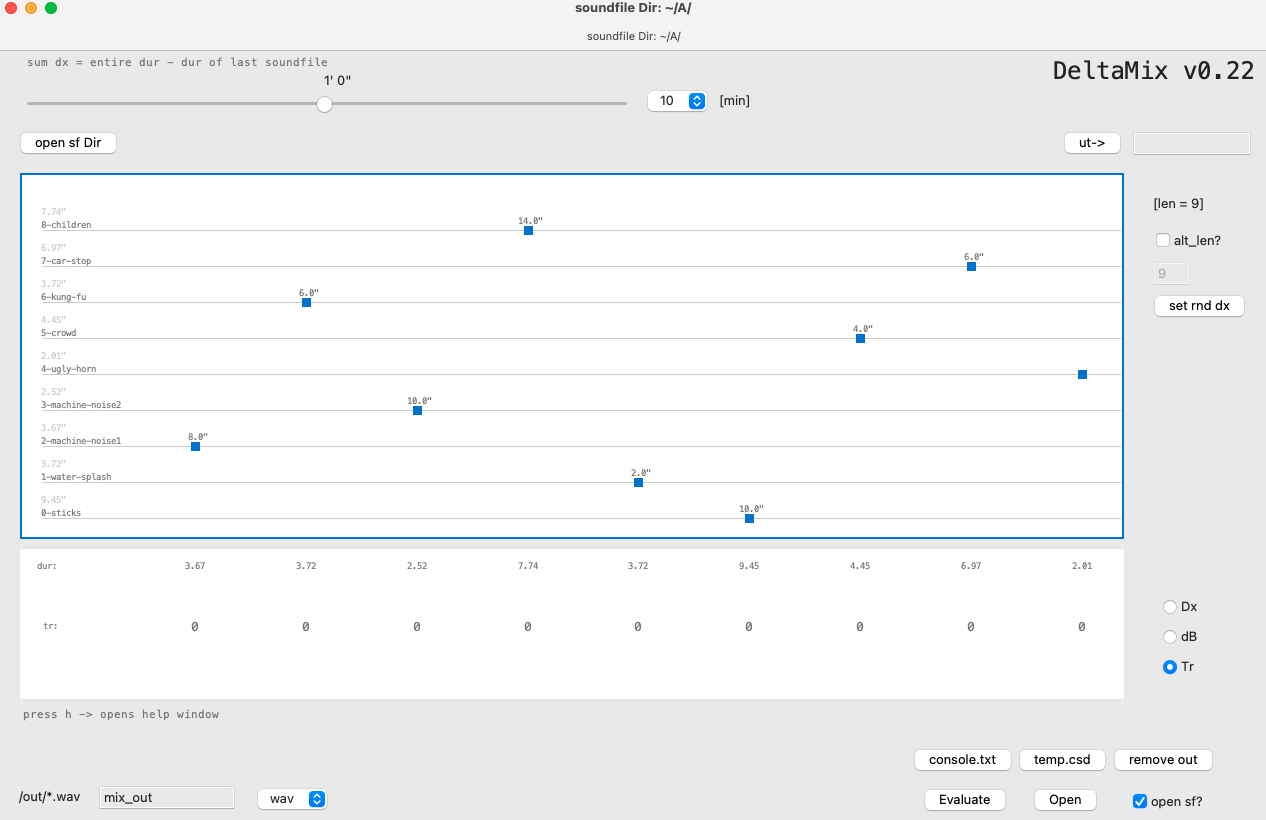 soundfile Dir: ~/A/
soundfile Dir: ~/A/
sum dx = entire dur - dur of last soundfile
DeltaMix v0.22
1' 0"
10 [min]
open sf Dir
ut->
[len = 9]
7.74"
8-children
14.0"
alt_len?
6.97"
7-car-stop
6.0"
9
3.72"
6-kung-fu
6.0"
set rnd dx
4.45"
5-crowd
4.0"
2.01"
4-ugly-horn
2.52"
3-machine-noise2
10.0"
3.67"
2-machine-noise1
8.0"
3.72"
1-water-splash
2.0"
9.45"
0-sticks
10.0"
dur: 3.67 3.72 2.52 7.74 3.72 9.45 4.45 6.97 2.01
tr: 0 0 0 0 0 0 0 0 0
Dx
dB
Tr
press h -> opens help window
console.txt temp.csd remove out
/out/*.wav mix_out wav Evaluate Open open sf?